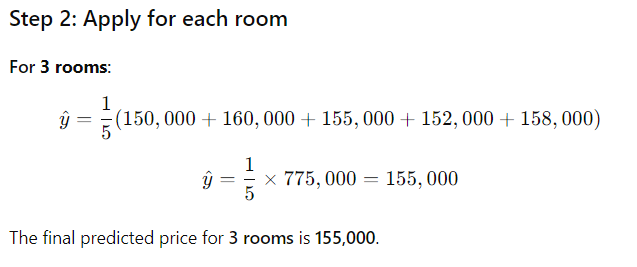 Step 2: Apply for each room
For 3 rooms:
ŷ = 1/5 (150, 000 + 160, 000 + 155, 000 + 152, 000 + 158, 000)
ŷ = 1/5 × 775, 000 = 155, 000
The final predicted price for 3 rooms is 155,000.